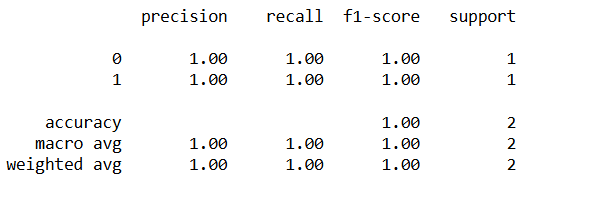 precision recall f1-score support
0 1.00 1.00 1.00 1
1 1.00 1.00 1.00 1
accuracy 1.00 2
macro avg 1.00 1.00 1.00 2
weighted avg 1.00 1.00 1.00 2